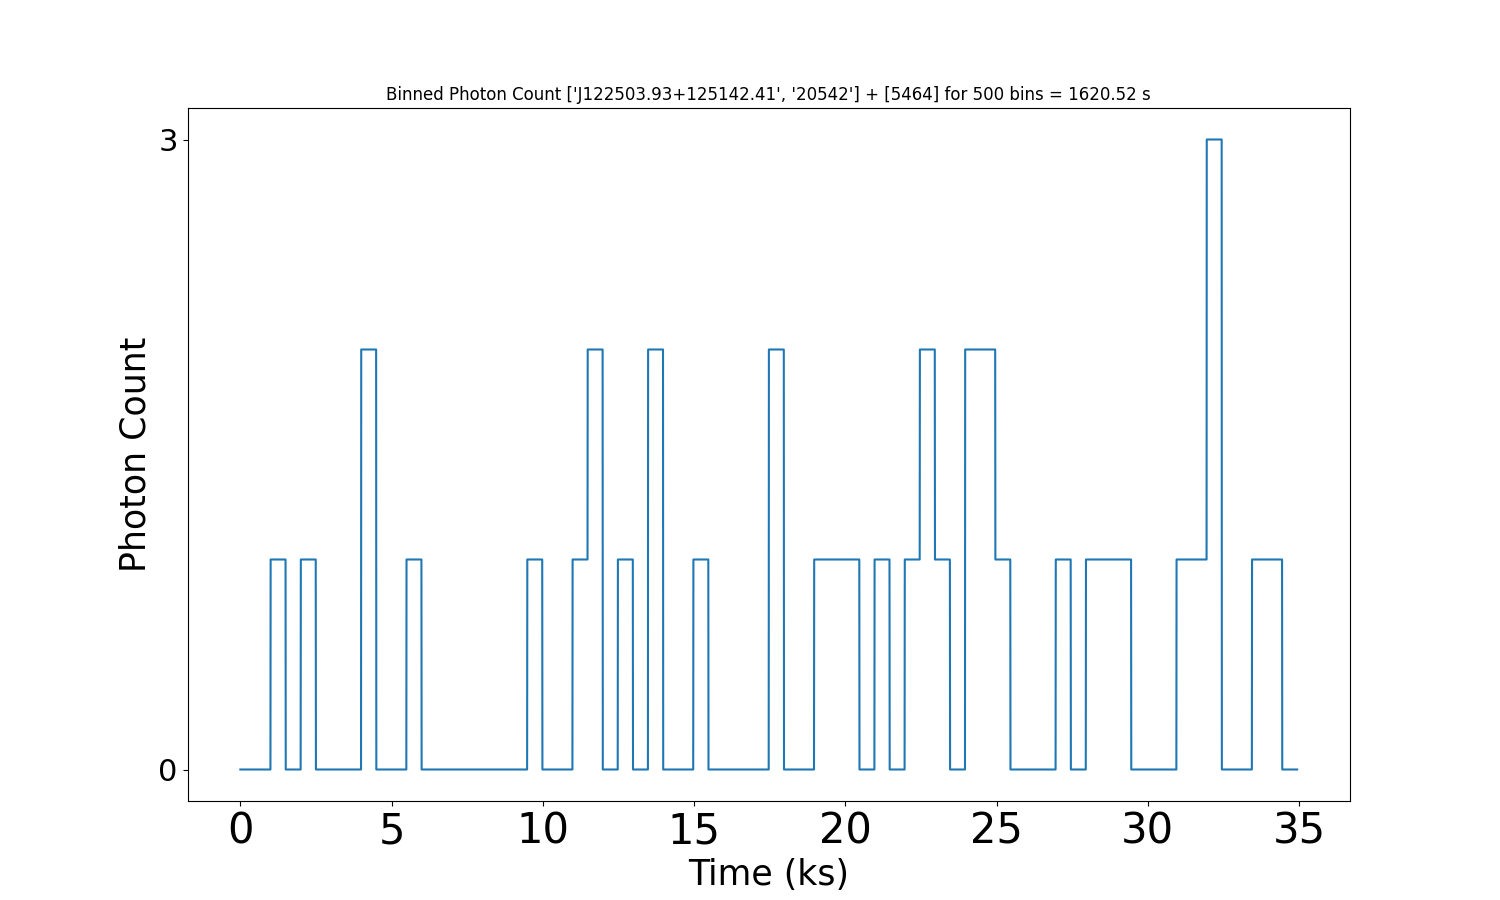 Binned Photon Count ['J122503.93+125142.41', '20542'] + [5464] for 500 bins = 1620.52 s
3
Photon Count
0
0 5 10 15 20 25 30 35
Time (ks)